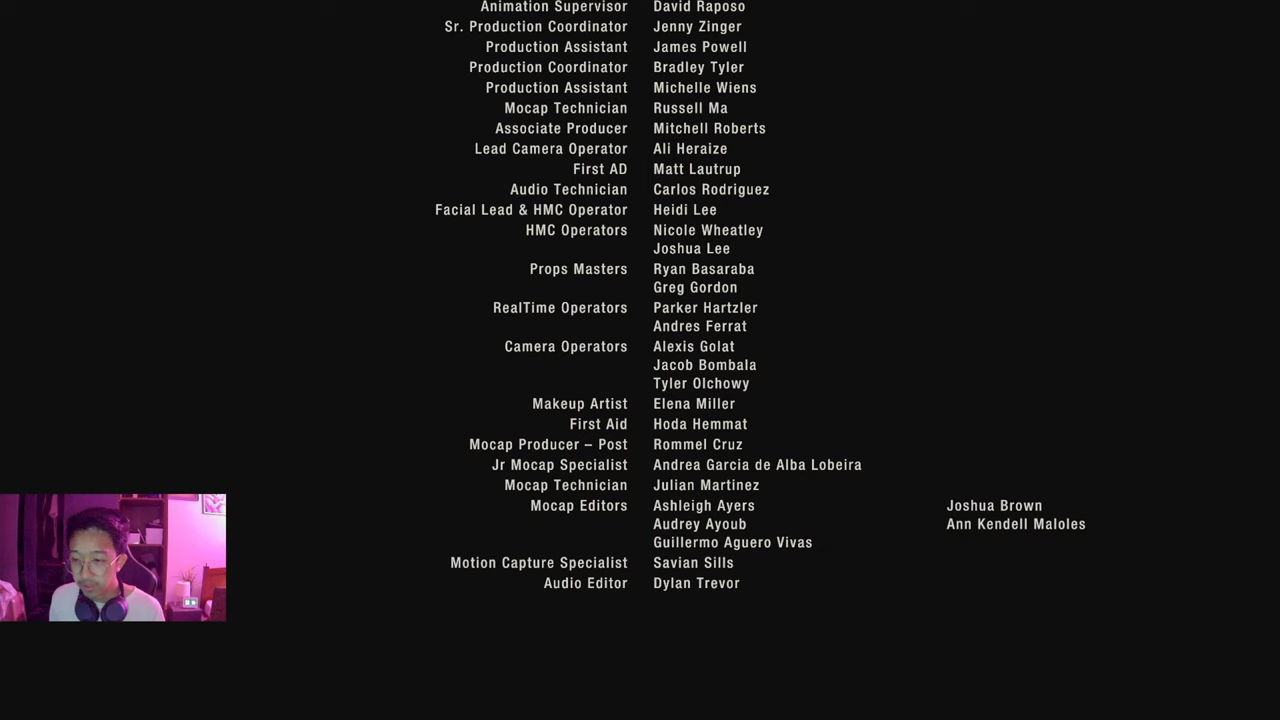 Animation Supervisor David Raposo
Sr. Production Coordinator Jenny Zinger
Production Assistant James Powell
Production Coordinator Bradley Tyler
Production Assistant Michelle Wiens
Mocap Technician Russell Ma
Associate Producer Mitchell Roberts
Lead Camera Operator Ali Heraize
First AD Matt Lautrup
Audio Technician Carlos Rodriguez
Facial Lead & HMC Operator Heidi Lee
HMC Operators Nicole Wheatley
Joshua Lee
Props Masters Ryan Basaraba
Greg Gordon
RealTime Operators Parker Hartzler
Andres Ferrat
Camera Operators Alexis Golat
Jacob Bombala
Tyler Olchowy
Makeup Artist Elena Miller
First Aid Hoda Hemmat
Mocap Producer – Post Rommel Cruz
Jr Mocap Specialist Andrea Garcia de Alba Lobeira
Mocap Technician Julian Martinez
Mocap Editors Ashleigh Ayers Joshua Brown
Audrey Ayoub Ann Kendell Maloles
Guillermo Aguero Vivas
Motion Capture Specialist Savian Sills
Audio Editor Dylan Trevor